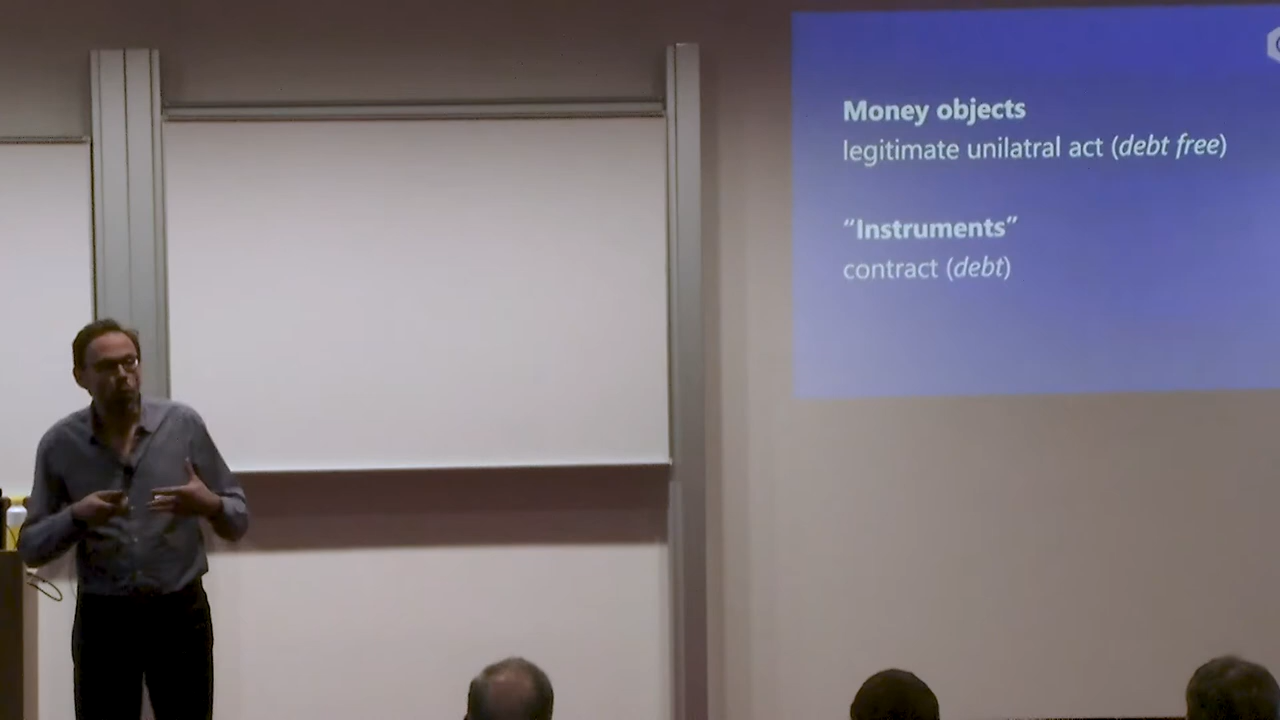 Money objects
legitimate unilatral act (debt free)
“Instruments”
contract (debt)